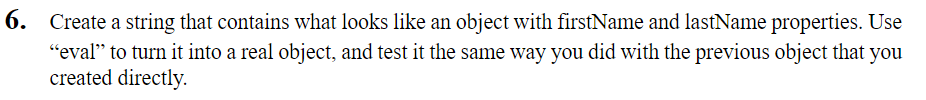 6. Create a string that contains what looks like an object with firstName and lastName properties. Use
“eval” to turn it into a real object, and test it the same way you did with the previous object that you
created directly.